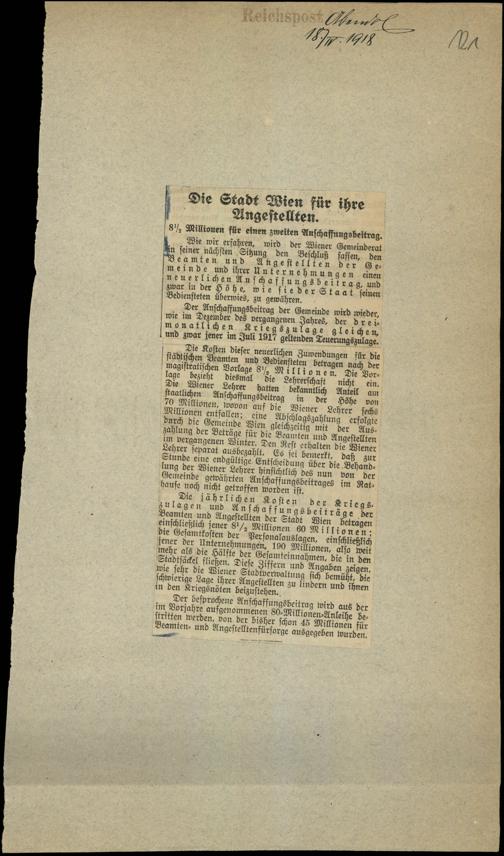 Reichspost
18/IV. 1918
121
Die Stadt Wien für ihre
Angestellten.
8½ Millionen für einen zweiten Anschaffungsbeitrag.
Wie wir erfahren, wird der Wiener Gemeinderat
in seiner nächsten Sitzung den Beschluß fassen, den
Beamten und Angestellten der Ge-
meinde und ihrer Unternehmungen einen
neuerlichen Anschaffungsbeitrag, und
zwar in der Höhe, wie sie der Staat seinen
Bediensteten überwies, zu gewähren.
Der Anschaffungsbeitrag der Gemeinde wird wieder,
wie im Dezember des vergangenen Jahres, der drei-
monatlichen Kriegszulage gleichen,
und zwar jener im Juli 1917 geltenden Teuerungszulage.
Die Kosten dieser neuerlichen Zuwendungen für die
städtischen Beamten und Bediensteten betragen nach der
magistratischen Vorlage 8½ Millionen. Die Vor-
lage bezieht diesmal die Lehrerschaft nicht ein.
Die Wiener Lehrer hatten bekanntlich Anteil am
staatlichen Anschaffungsbeitrag in der Höhe von
70 Millionen, wovon auf die Wiener Lehrer sechs
Millionen entfallen; eine Abschlagszahlung erfolgte
durch die Gemeinde Wien gleichzeitig mit der Aus-
zahlung der Beträge für die Beamten und Angestellten
im vergangenen Winter. Den Rest erhalten die Wiener
Lehrer separat ausbezahlt. Es sei bemerkt, daß zur
Stunde eine endgültige Entscheidung über die Behand-
lung der Wiener Lehrer hinsichtlich des nun von der
Gemeinde gewährten Anschaffungsbeitrages im Rat-
hause noch nicht getroffen worden ist.
Die jährlichen Kosten der Kriegs-
zulagen und Anschaffungsbeiträge der
Beamten und Angestellten der Stadt Wien betragen
einschließlich jener 8½ Millionen 60 Millionen;
die Gesamtkosten der Personalauslagen, einschließlich
jener der Unternehmungen, 190 Millionen, also weit
mehr als die Hälfte der Gesamteinnahmen, die in den
Stadtsäckel fließen. Diese Ziffern und Angaben zeigen,
wie sehr die Wiener Stadtverwaltung sich bemüht, die
schwierige Lage ihrer Angestellten zu lindern und ihnen
in den Kriegsnöten beizustehen.
Der besprochene Anschaffungsbeitrag wird aus der
im Vorjahre aufgenommenen 80-Millionen-Anleihe be-
stritten werden, von der bisher schon 45 Millionen für
Beamten- und Angestelltenfürsorge ausgegeben wurden.